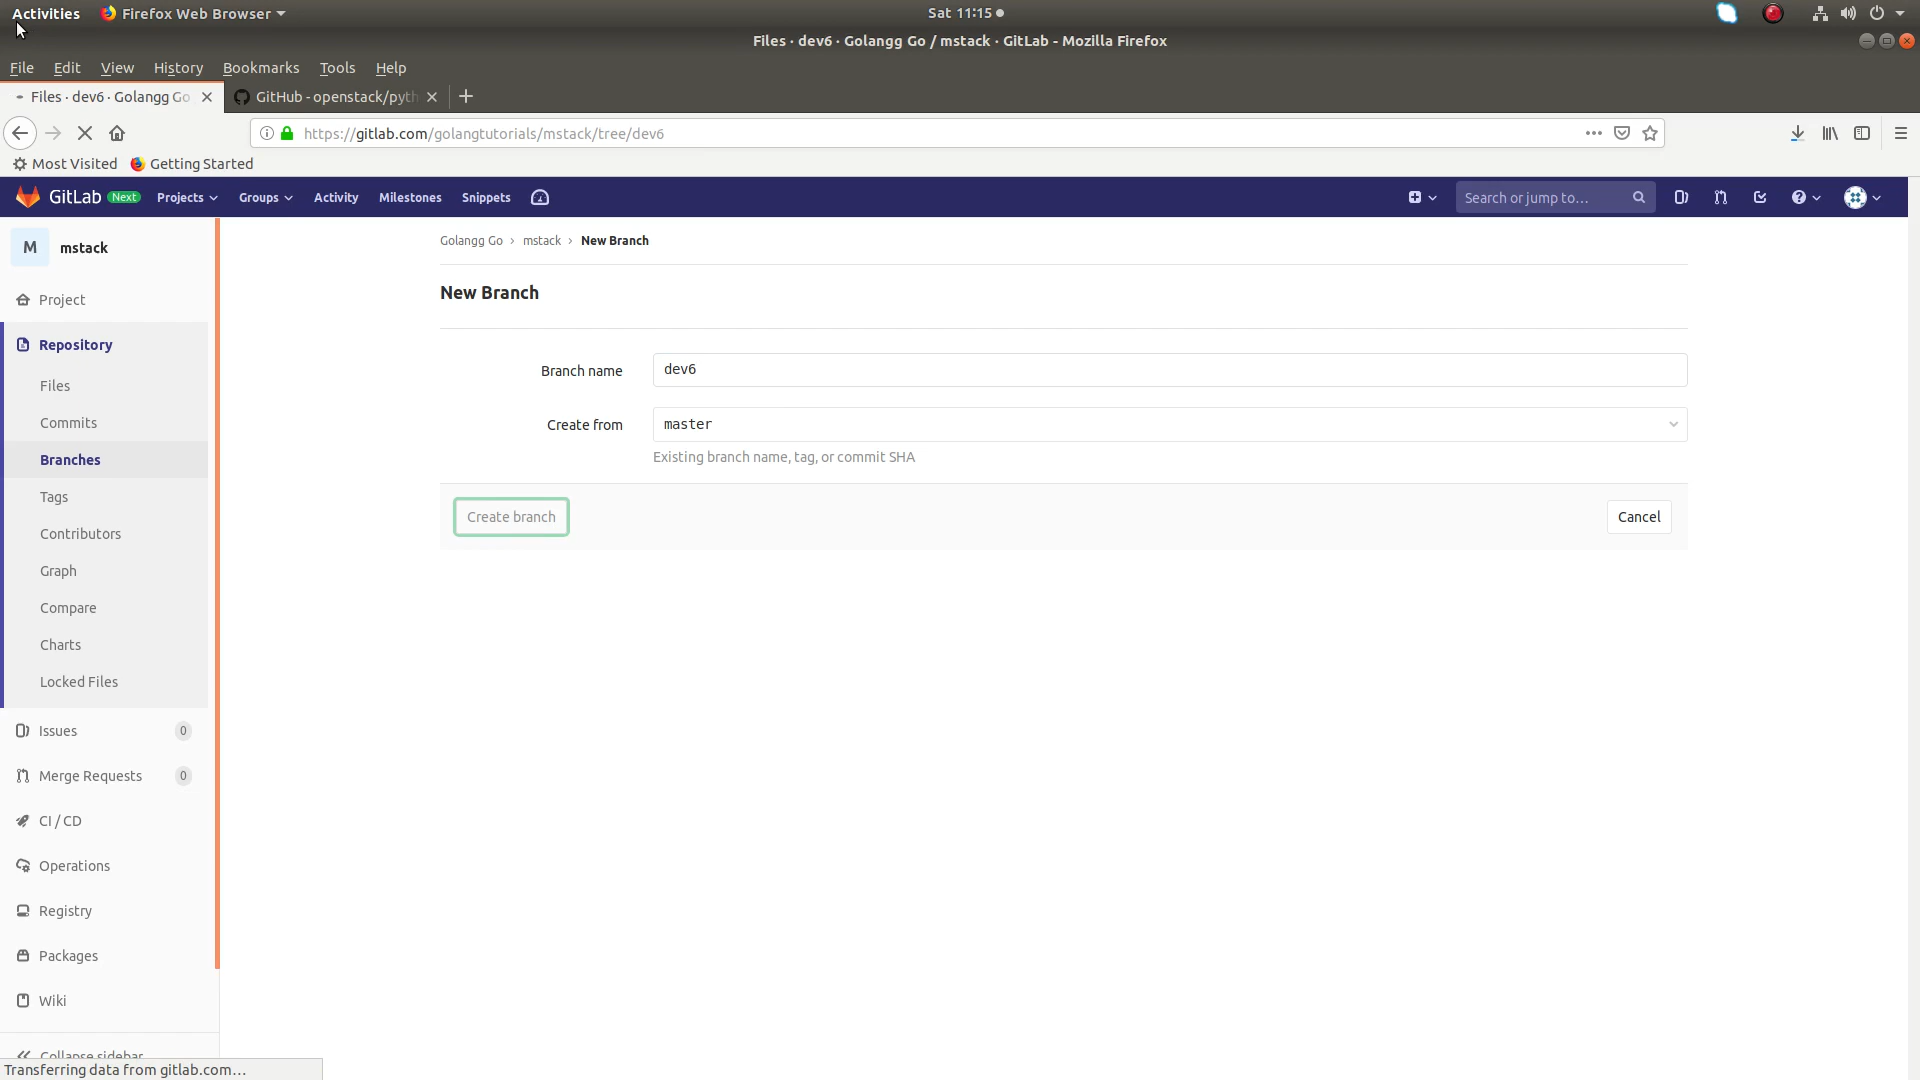 Activities Firefox Web Browser Sat 11:15
Files · dev6 · Golangg Go / mstack · GitLab - Mozilla Firefox
File Edit View History Bookmarks Tools Help
Files · dev6 · Golangg Go GitHub - openstack/pyth
https://gitlab.com/golangtutorials/mstack/tree/dev6
Most Visited Getting Started
GitLab Next Projects Groups Activity Milestones Snippets Search or jump to…
M mstack
Golangg Go › mstack › New Branch
New Branch
Project
Repository
Files
Commits
Branches
Tags
Contributors
Graph
Compare
Charts
Locked Files
Issues 0
Merge Requests 0
CI / CD
Operations
Registry
Packages
Wiki
Collapse sidebar
Branch name dev6
Create from master
Existing branch name, tag, or commit SHA
Create branch Cancel
Transferring data from gitlab.com…